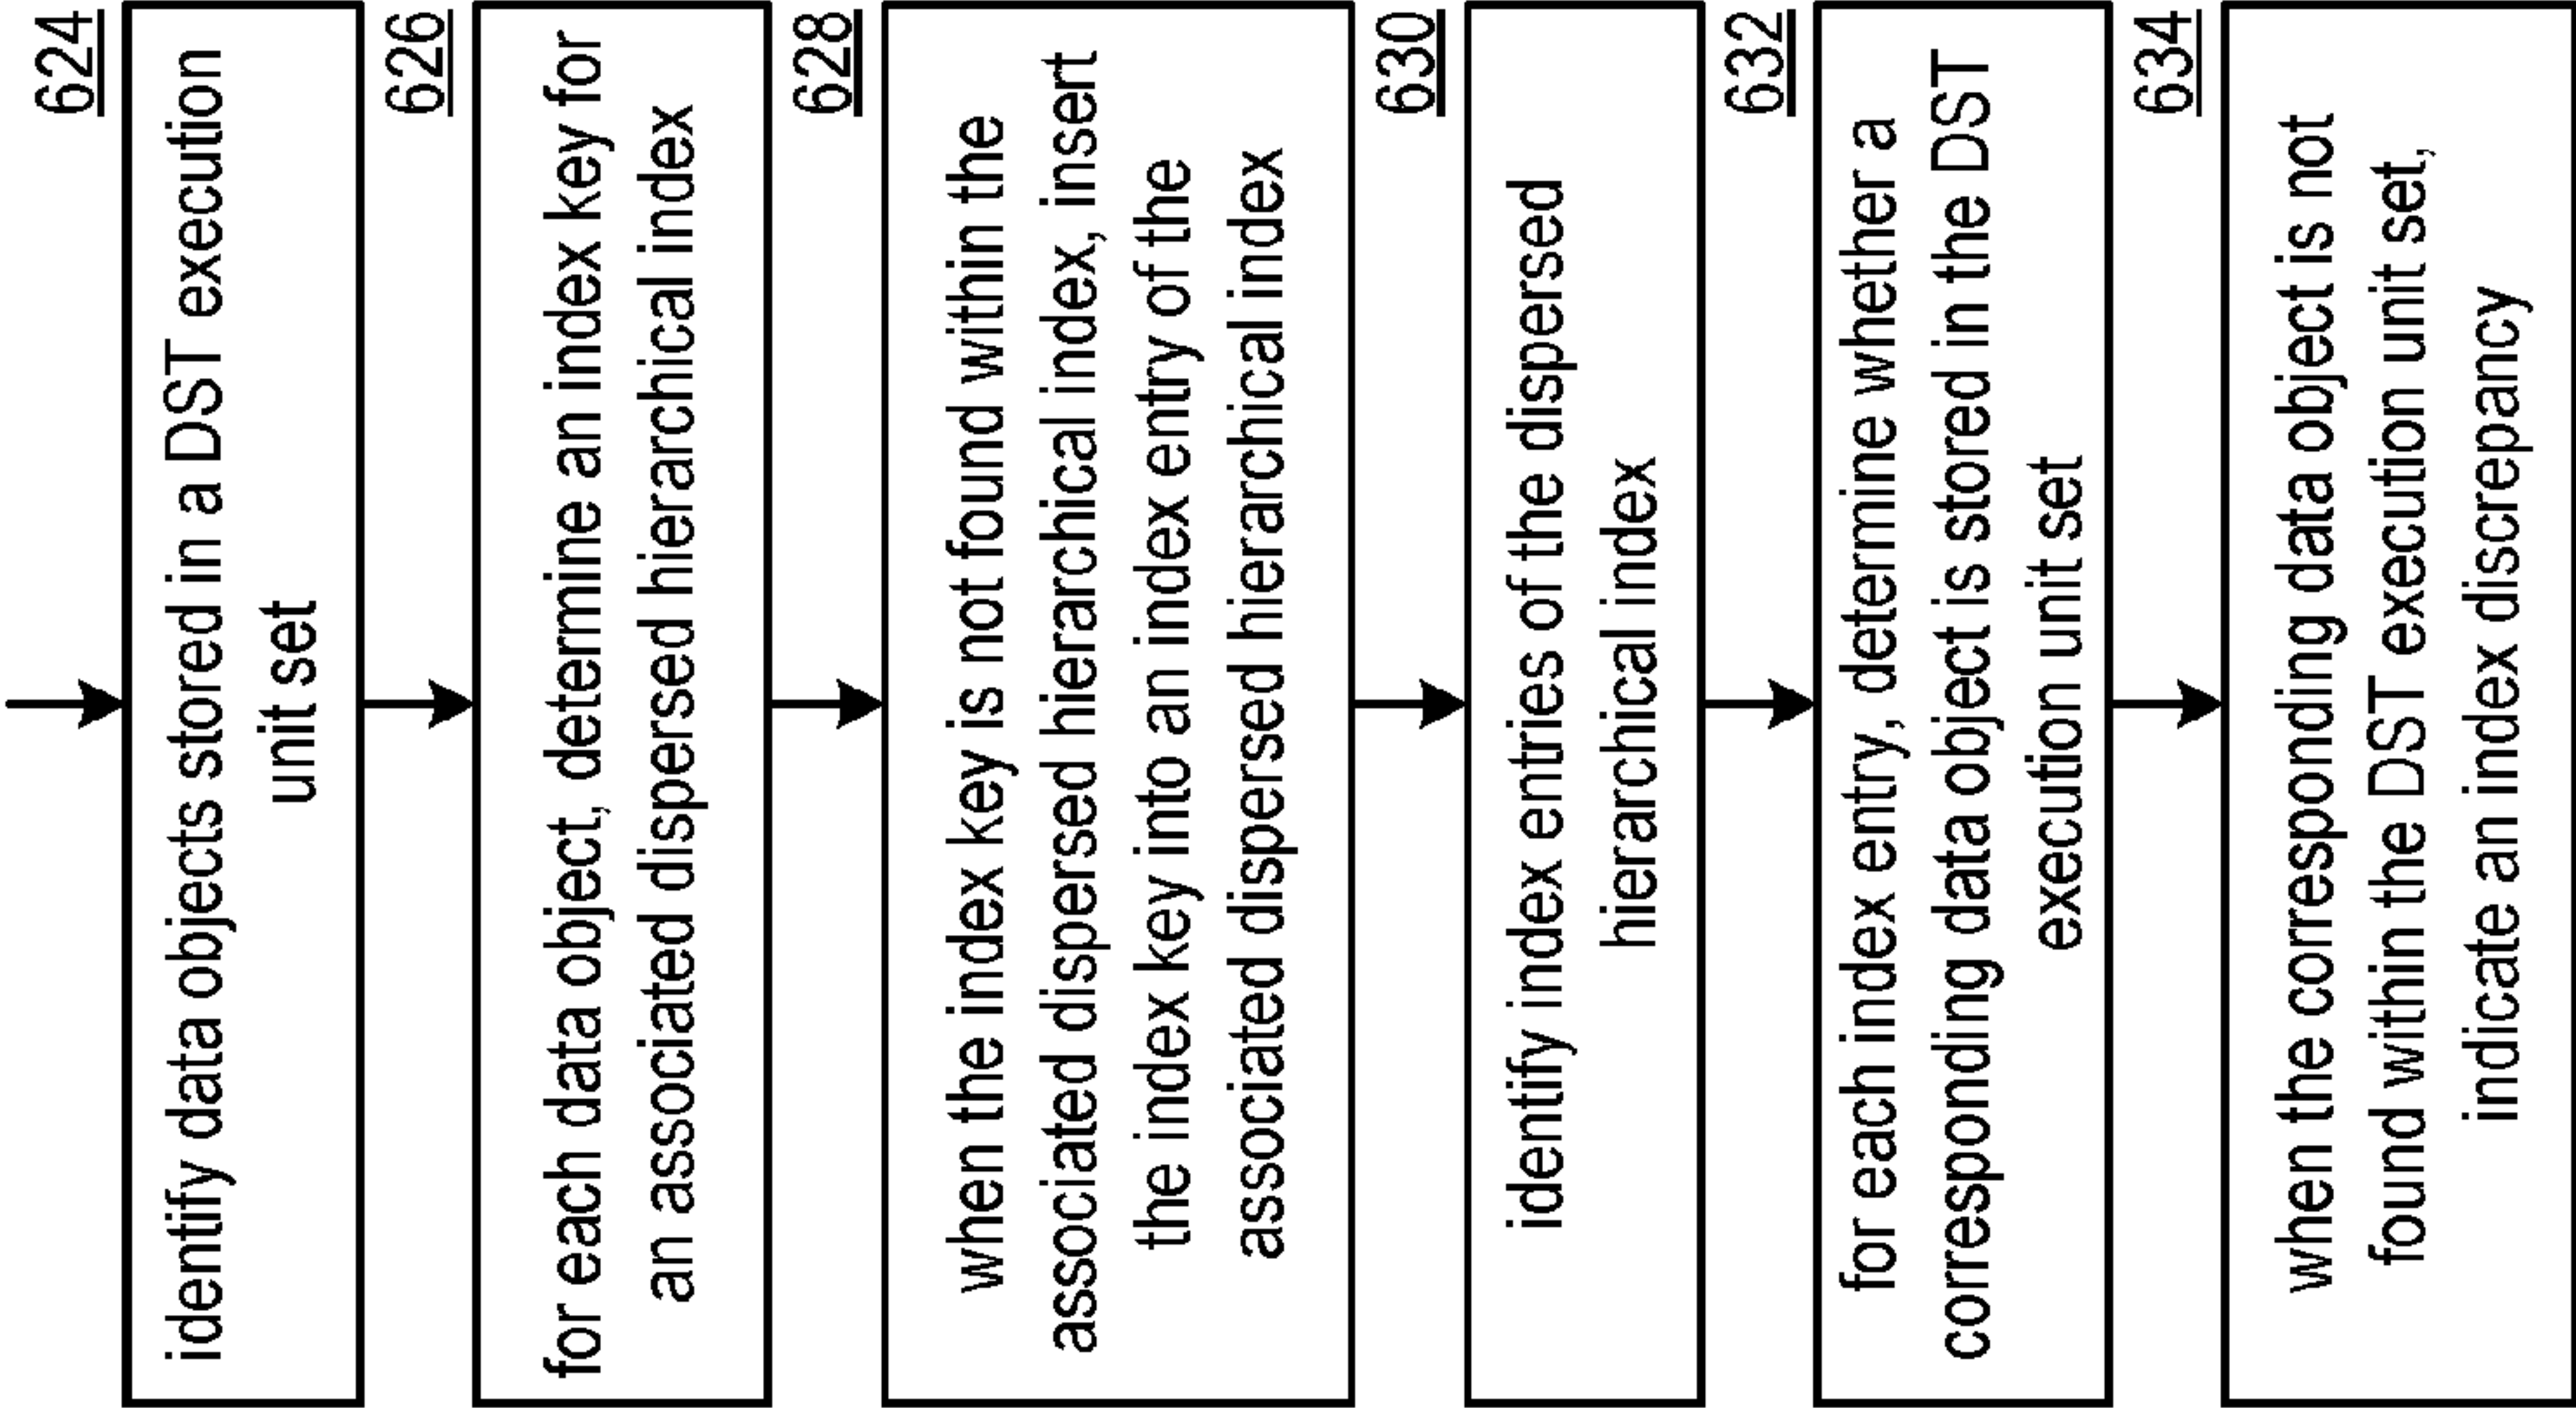 624
identify data objects stored in a DST execution
unit set
626
for each data object, determine an index key for
an associated dispersed hierarchical index
628
when the index key is not found within the
associated dispersed hierarchical index, insert
the index key into an index entry of the
associated dispersed hierarchical index
630
identify index entries of the dispersed
hierarchical index
632
for each index entry, determine whether a
corresponding data object is stored in the DST
execution unit set
634
when the corresponding data object is not
found within the DST execution unit set,
indicate an index discrepancy